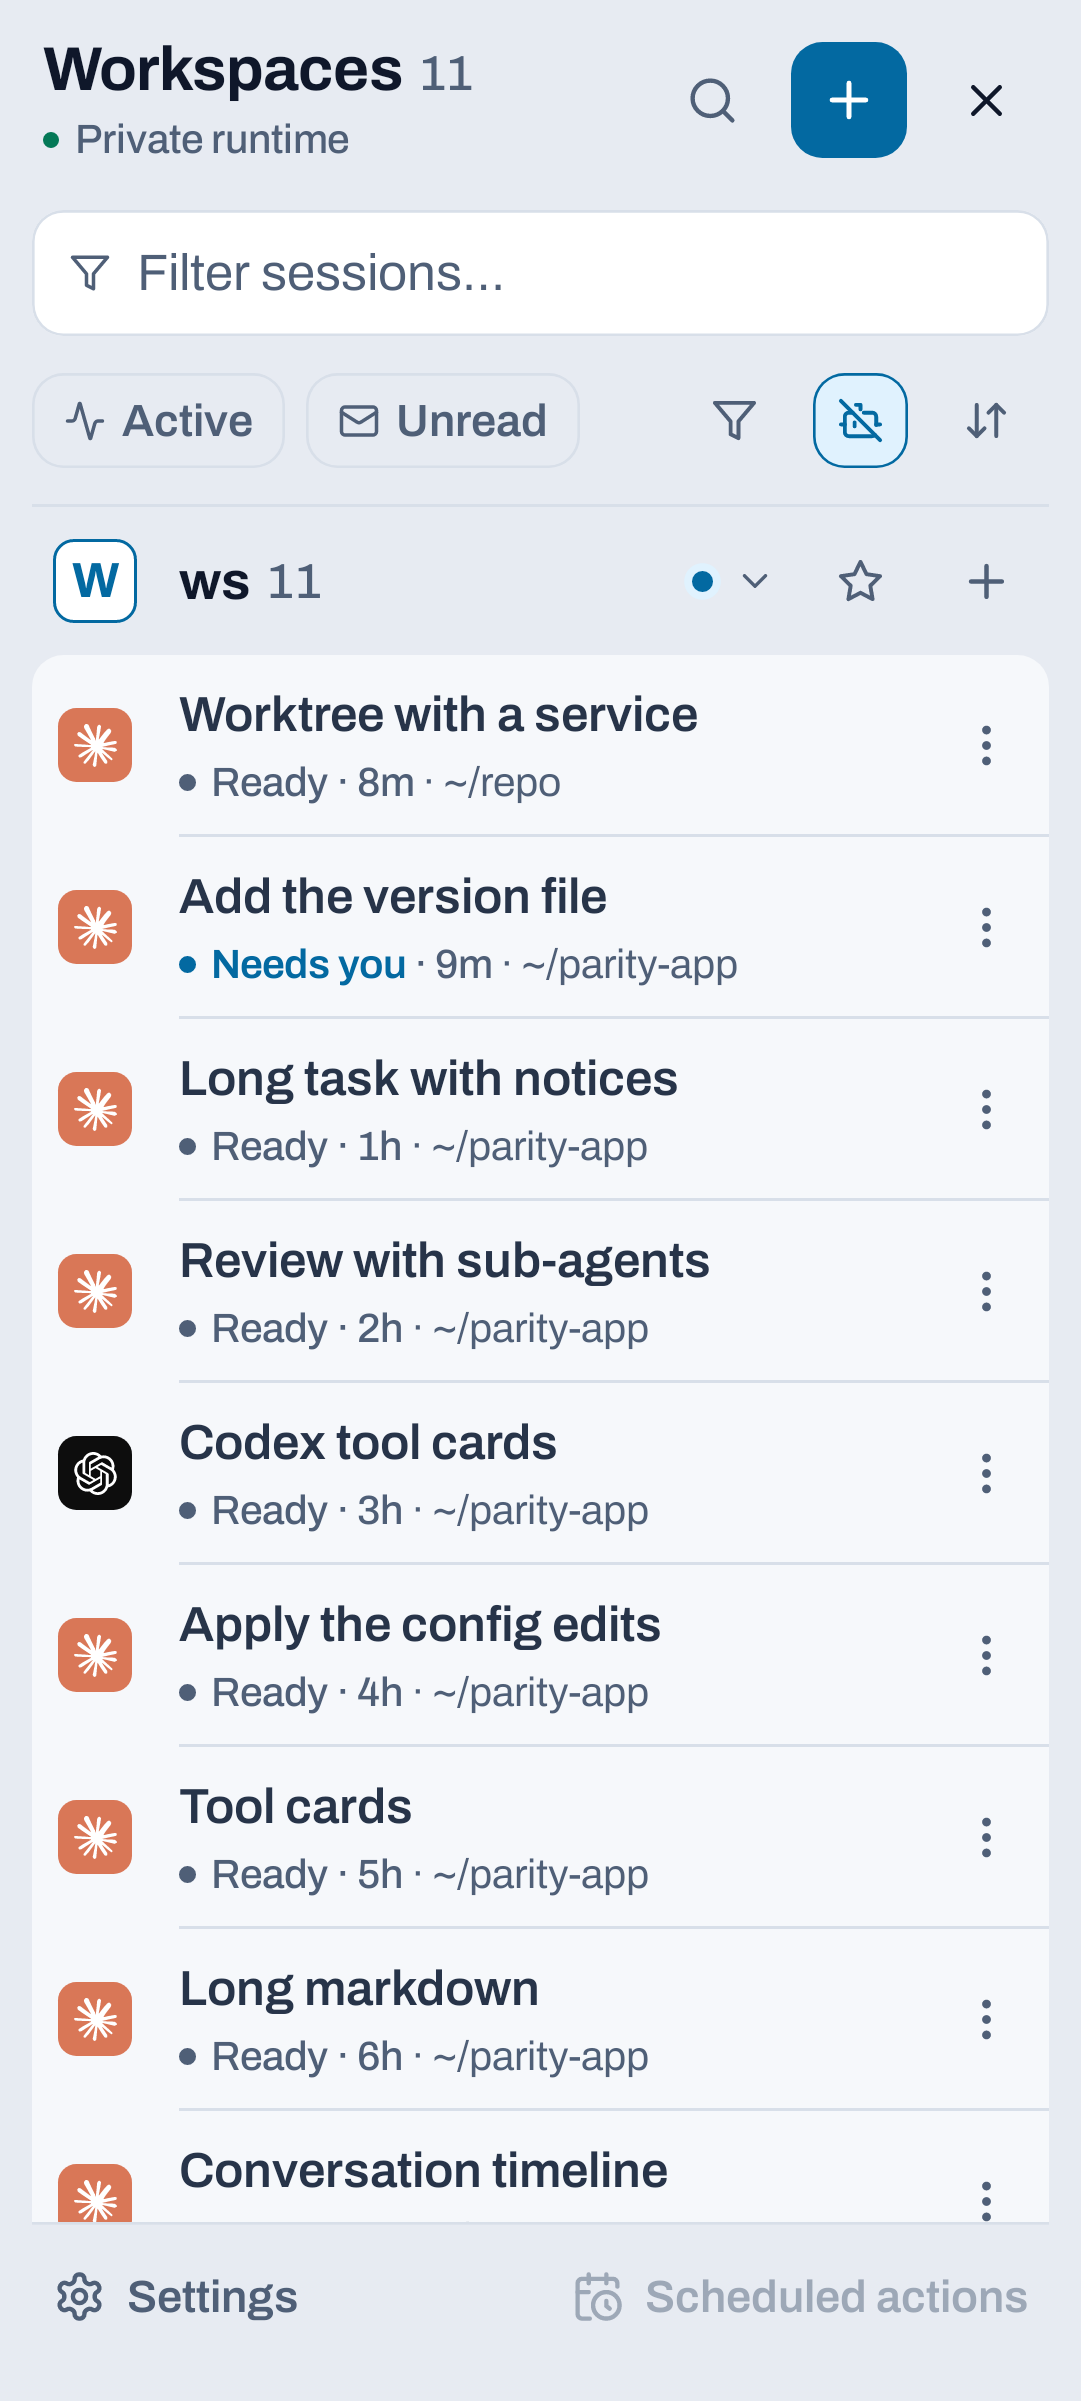 Workspaces 11
Private runtime
Filter sessions...
Active
Unread
W
ws 11
Worktree with a service
Ready · 8m · ~/repo
Add the version file
Needs you · 9m · ~/parity-app
Long task with notices
Ready · 1h · ~/parity-app
Review with sub-agents
Ready · 2h · ~/parity-app
Codex tool cards
Ready · 3h · ~/parity-app
Apply the config edits
Ready · 4h · ~/parity-app
Tool cards
Ready · 5h · ~/parity-app
Long markdown
Ready · 6h · ~/parity-app
Conversation timeline
Settings
Scheduled actions